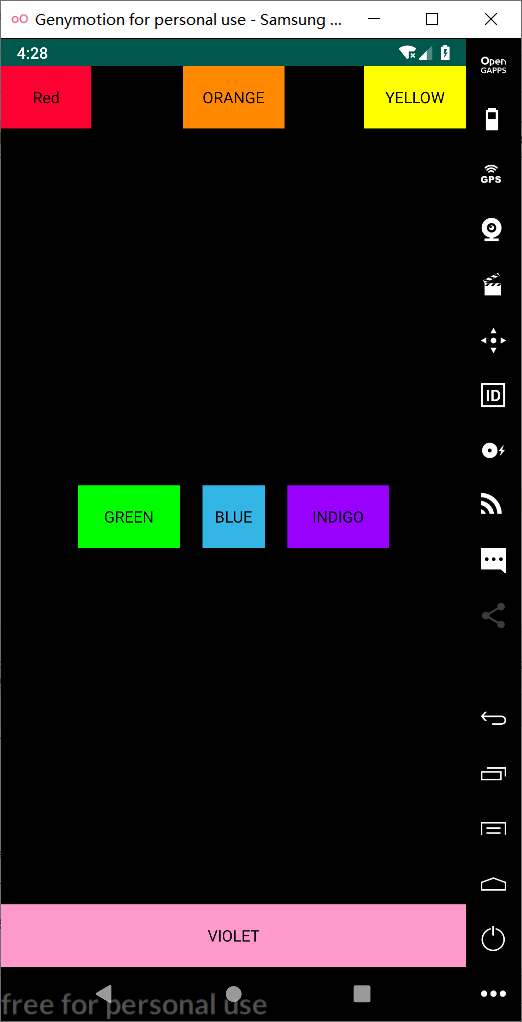 Genymotion for personal use - Samsung ...
4:28
Open
GAPPS
Red
ORANGE
YELLOW
GPS
ID
GREEN
BLUE
INDIGO
VIOLET
free for personal use